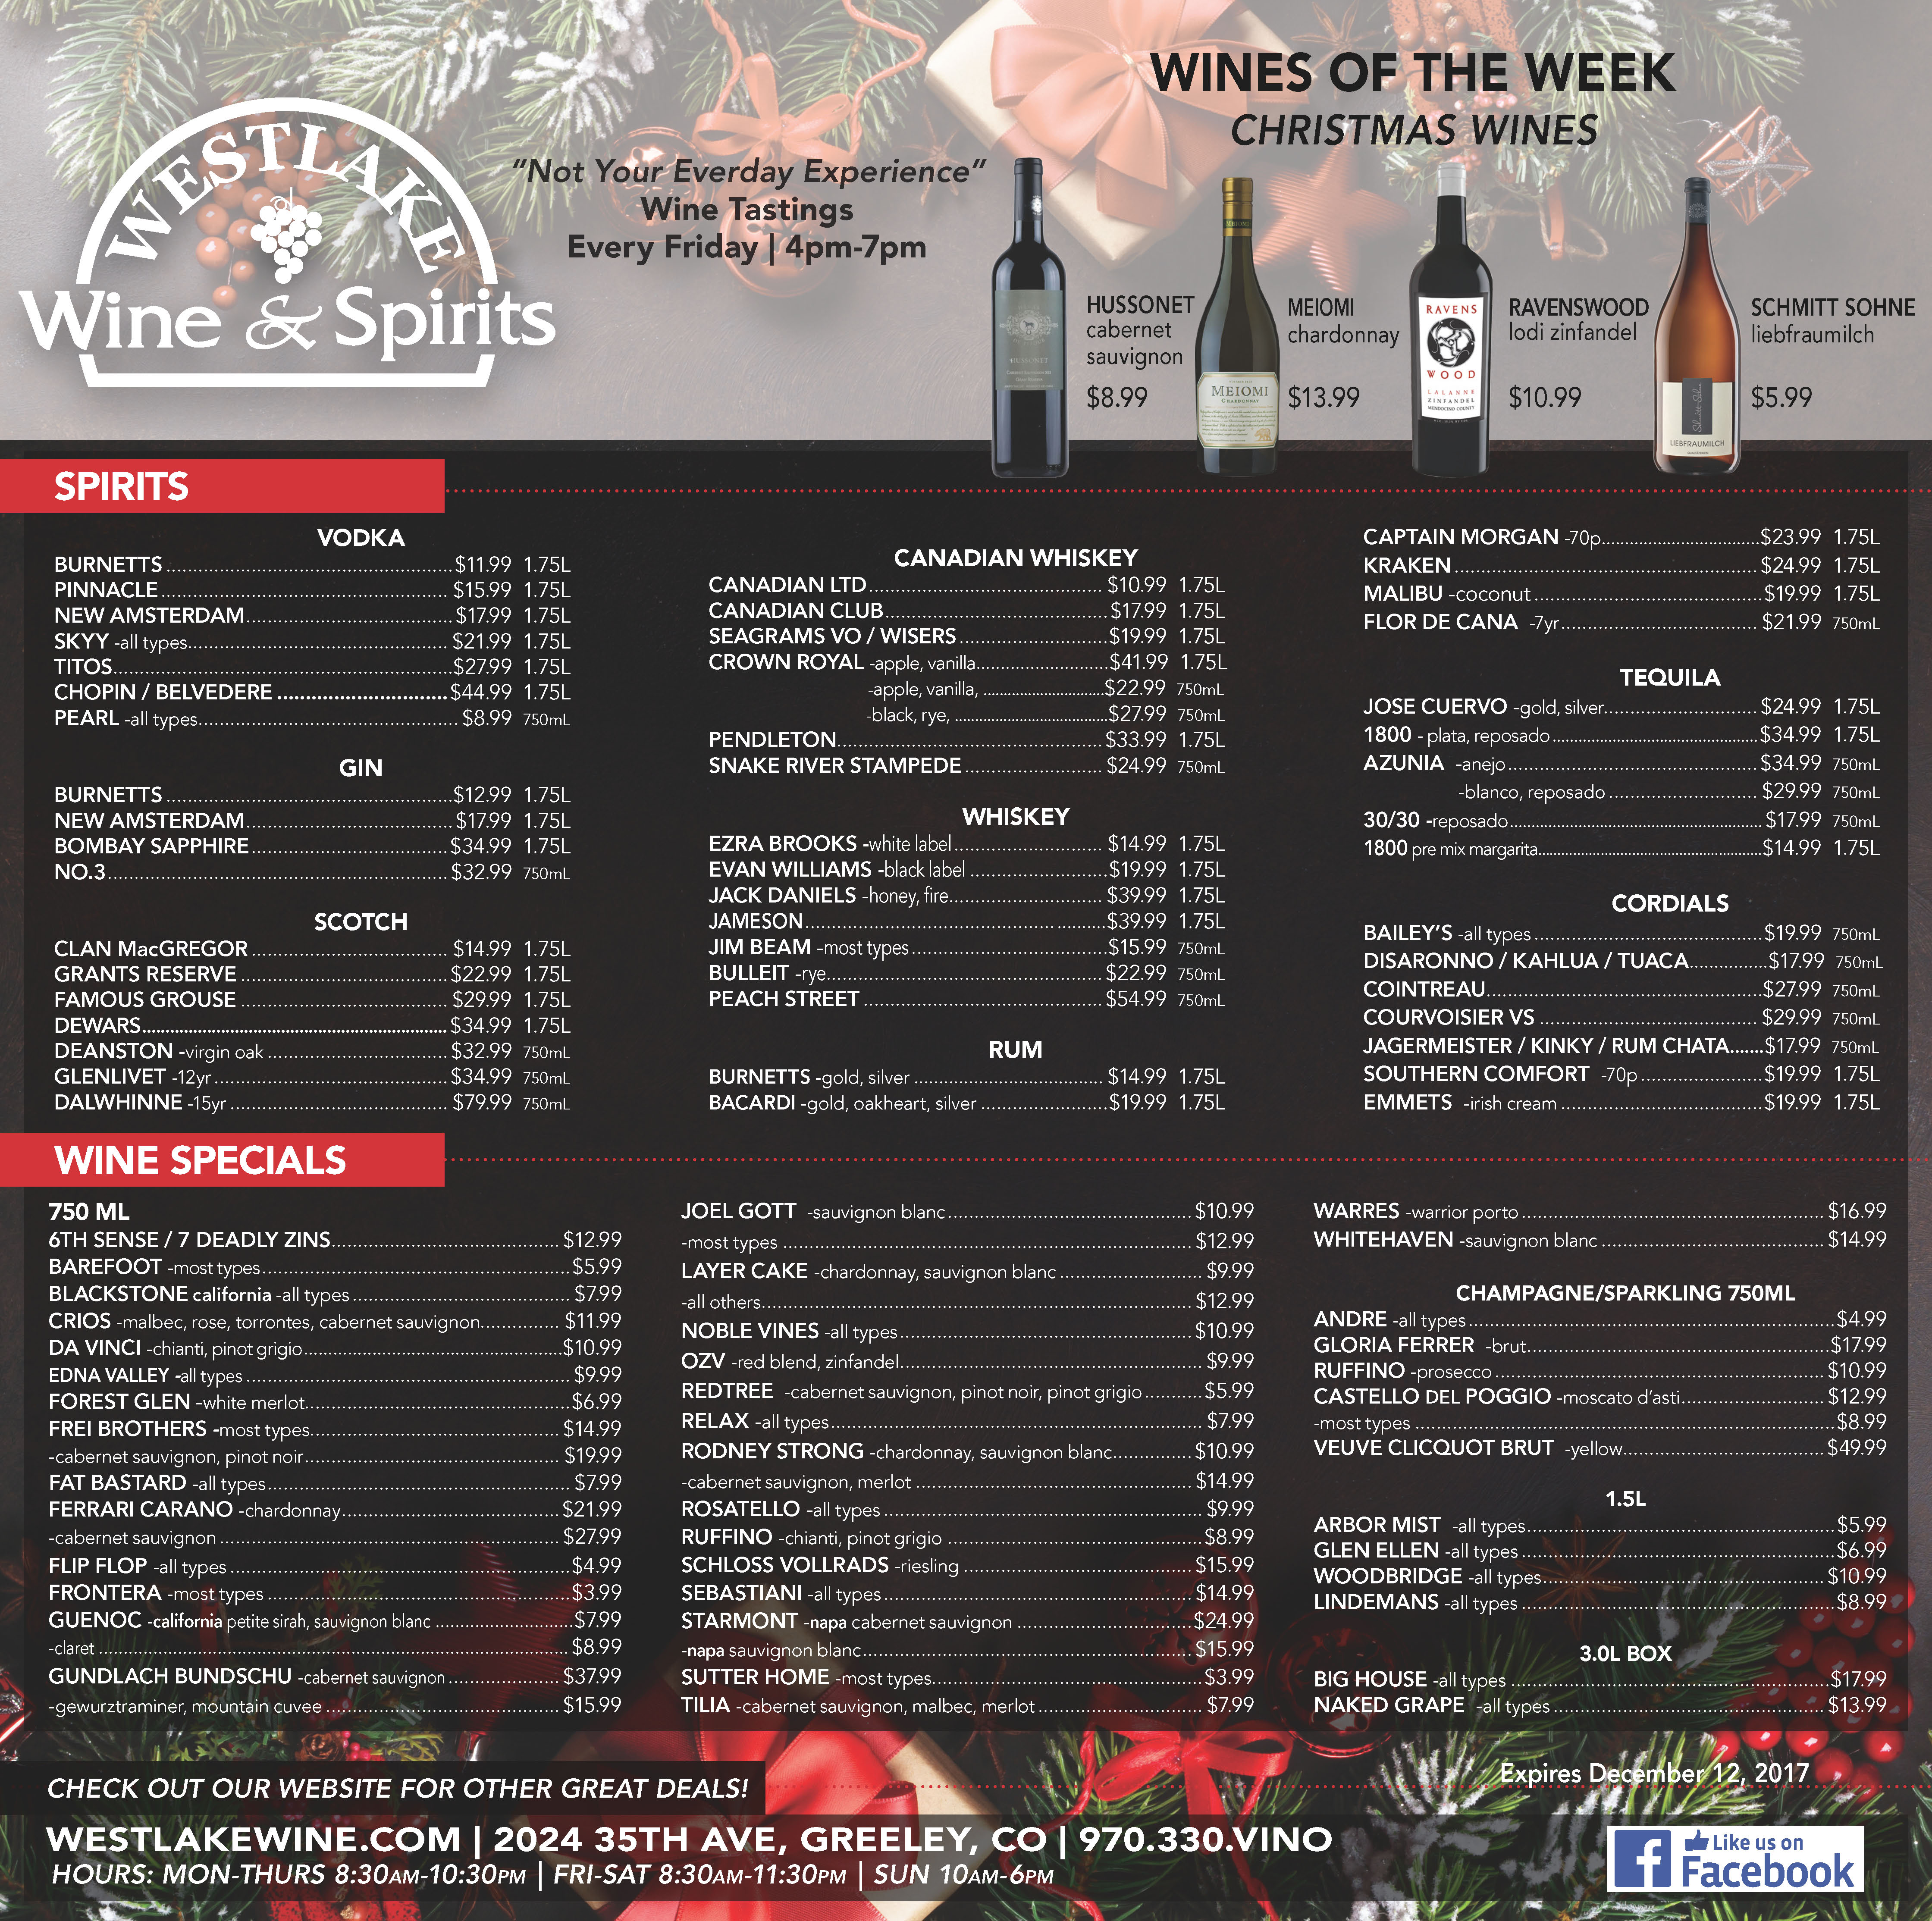 WESTLAKE
Wine & Spirits
"Not Your Everday Experience"
Wine Tastings
Every Friday | 4pm-7pm
WINES OF THE WEEK
CHRISTMAS WINES
HUSSONET
cabernet
sauvignon
$8.99
MEIOMI
chardonnay
$13.99
RAVENSWOOD
lodi zinfandel
$10.99
SCHMITT SOHNE
liebfraumilch
$5.99
HUSSONET
MEIOMI
CHARDONNAY
RAVENS
WOOD
LALANNE
ZINFANDEL
MENDOCINO COUNTY
LIEBFRAUMILCH
SPIRITS
VODKA
BURNETTS $11.99 1.75L
PINNACLE $15.99 1.75L
NEW AMSTERDAM $17.99 1.75L
SKYY -all types $21.99 1.75L
TITOS $27.99 1.75L
CHOPIN / BELVEDERE $44.99 1.75L
PEARL -all types $8.99 750mL
GIN
BURNETTS $12.99 1.75L
NEW AMSTERDAM $17.99 1.75L
BOMBAY SAPPHIRE $34.99 1.75L
NO.3 $32.99 750mL
SCOTCH
CLAN MacGREGOR $14.99 1.75L
GRANTS RESERVE $22.99 1.75L
FAMOUS GROUSE $29.99 1.75L
DEWARS $34.99 1.75L
DEANSTON -virgin oak $32.99 750mL
GLENLIVET -12yr $34.99 750mL
DALWHINNE -15yr $79.99 750mL
CANADIAN WHISKEY
CANADIAN LTD $10.99 1.75L
CANADIAN CLUB $17.99 1.75L
SEAGRAMS VO / WISERS $19.99 1.75L
CROWN ROYAL -apple, vanilla $41.99 1.75L
-apple, vanilla, $22.99 750mL
-black, rye, $27.99 750mL
PENDLETON $33.99 1.75L
SNAKE RIVER STAMPEDE $24.99 750mL
WHISKEY
EZRA BROOKS -white label $14.99 1.75L
EVAN WILLIAMS -black label $19.99 1.75L
JACK DANIELS -honey, fire $39.99 1.75L
JAMESON $39.99 1.75L
JIM BEAM -most types $15.99 750mL
BULLEIT -rye $22.99 750mL
PEACH STREET $54.99 750mL
RUM
BURNETTS -gold, silver $14.99 1.75L
BACARDI -gold, oakheart, silver $19.99 1.75L
CAPTAIN MORGAN -70p $23.99 1.75L
KRAKEN $24.99 1.75L
MALIBU -coconut $19.99 1.75L
FLOR DE CANA -7yr $21.99 750mL
TEQUILA
JOSE CUERVO -gold, silver $24.99 1.75L
1800 - plata, reposado $34.99 1.75L
AZUNIA -anejo $34.99 750mL
-blanco, reposado $29.99 750mL
30/30 -reposado $17.99 750mL
1800 pre mix margarita $14.99 1.75L
CORDIALS
BAILEY'S -all types $19.99 750mL
DISARONNO / KAHLUA / TUACA $17.99 750mL
COINTREAU $27.99 750mL
COURVOISIER VS $29.99 750mL
JAGERMEISTER / KINKY / RUM CHATA $17.99 750mL
SOUTHERN COMFORT -70p $19.99 1.75L
EMMETS -irish cream $19.99 1.75L
WINE SPECIALS
750 ML
6TH SENSE / 7 DEADLY ZINS $12.99
BAREFOOT -most types $5.99
BLACKSTONE california -all types $7.99
CRIOS -malbec, rose, torrontes, cabernet sauvignon $11.99
DA VINCI -chianti, pinot grigio $10.99
EDNA VALLEY -all types $9.99
FOREST GLEN -white merlot $6.99
FREI BROTHERS -most types $14.99
-cabernet sauvignon, pinot noir $19.99
FAT BASTARD -all types $7.99
FERRARI CARANO -chardonnay $21.99
-cabernet sauvignon $27.99
FLIP FLOP -all types $4.99
FRONTERA -most types $3.99
GUENOC -california petite sirah, sauvignon blanc $7.99
-claret $8.99
GUNDLACH BUNDSCHU -cabernet sauvignon $37.99
-gewurztraminer, mountain cuvee $15.99
JOEL GOTT -sauvignon blanc $10.99
-most types $12.99
LAYER CAKE -chardonnay, sauvignon blanc $9.99
-all others $12.99
NOBLE VINES -all types $10.99
OZV -red blend, zinfandel $9.99
REDTREE -cabernet sauvignon, pinot noir, pinot grigio $5.99
RELAX -all types $7.99
RODNEY STRONG -chardonnay, sauvignon blanc $10.99
-cabernet sauvignon, merlot $14.99
ROSATELLO -all types $9.99
RUFFINO -chianti, pinot grigio $8.99
SCHLOSS VOLLRADS -riesling $15.99
SEBASTIANI -all types $14.99
STARMONT -napa cabernet sauvignon $24.99
-napa sauvignon blanc $15.99
SUTTER HOME -most types $3.99
TILIA -cabernet sauvignon, malbec, merlot $7.99
WARRES -warrior porto $16.99
WHITEHAVEN -sauvignon blanc $14.99
CHAMPAGNE/SPARKLING 750ML
ANDRE -all types $4.99
GLORIA FERRER -brut $17.99
RUFFINO -prosecco $10.99
CASTELLO DEL POGGIO -moscato d'asti $12.99
-most types $8.99
VEUVE CLICQUOT BRUT -yellow $49.99
1.5L
ARBOR MIST -all types $5.99
GLEN ELLEN -all types $6.99
WOODBRIDGE -all types $10.99
LINDEMANS -all types $8.99
3.0L BOX
BIG HOUSE -all types $17.99
NAKED GRAPE -all types $13.99
CHECK OUT OUR WEBSITE FOR OTHER GREAT DEALS!
Expires December 12, 2017
WESTLAKEWINE.COM | 2024 35TH AVE, GREELEY, CO | 970.330.VINO
HOURS: MON-THURS 8:30AM-10:30PM | FRI-SAT 8:30AM-11:30PM | SUN 10AM-6PM
f Like us on
Facebook